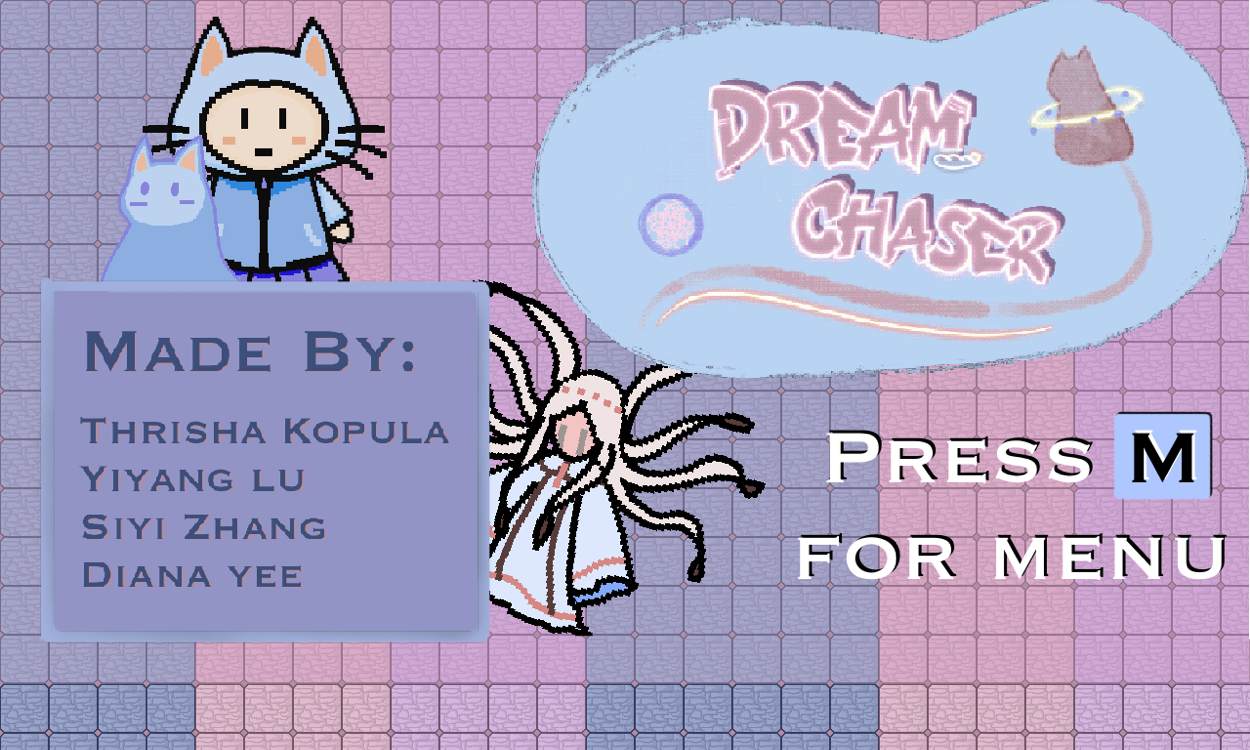 DREAM
CHASER
MADE BY:
THRISHA KOPULA
YIYANG LU
SIYI ZHANG
DIANA YEE
PRESS M
FOR MENU